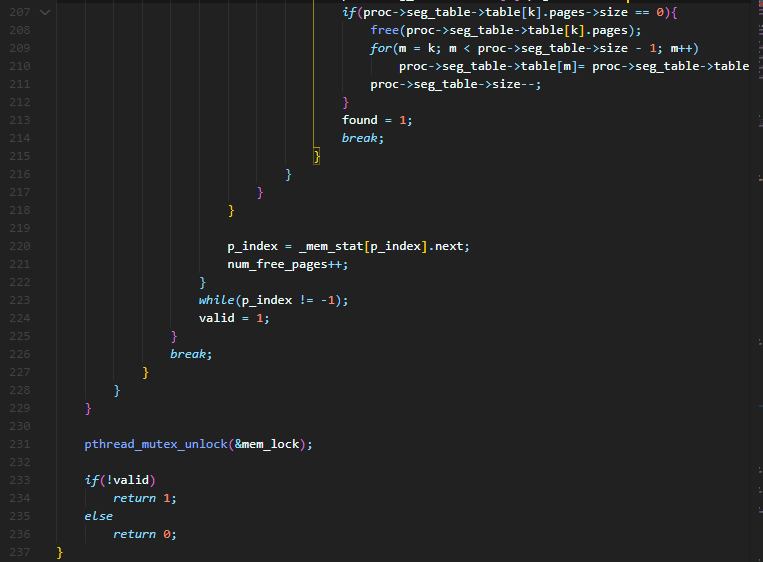 207 if(proc->seg_table->table[k].pages->size == 0){
208 free(proc->seg_table->table[k].pages);
209 for(m = k; m < proc->seg_table->size - 1; m++)
210 proc->seg_table->table[m]= proc->seg_table->table
211 proc->seg_table->size--;
212 }
213 found = 1;
214 break;
215 }
216 }
217 }
218 }
219
220 p_index = _mem_stat[p_index].next;
221 num_free_pages++;
222 }
223 while(p_index != -1);
224 valid = 1;
225 }
226 break;
227 }
228 }
229 }
230
231 pthread_mutex_unlock(&mem_lock);
232
233 if(!valid)
234 return 1;
235 else
236 return 0;
237 }